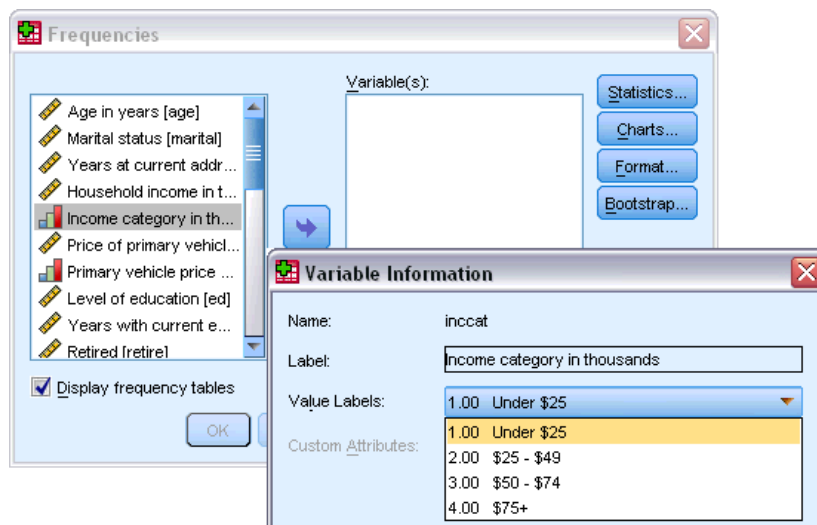 Frequencies
Variable(s):
Age in years [age]
Marital status [marital]
Years at current addr...
Household income in t...
Income category in th...
Price of primary vehicl...
Primary vehicle price ...
Level of education [ed]
Years with current e...
Retired [retire]
Statistics...
Charts...
Format...
Bootstrap...
Display frequency tables
OK
Variable Information
Name: inccat
Label: Income category in thousands
Value Labels: 1.00 Under $25
1.00 Under $25
2.00 $25 - $49
3.00 $50 - $74
4.00 $75+
Custom Attributes: